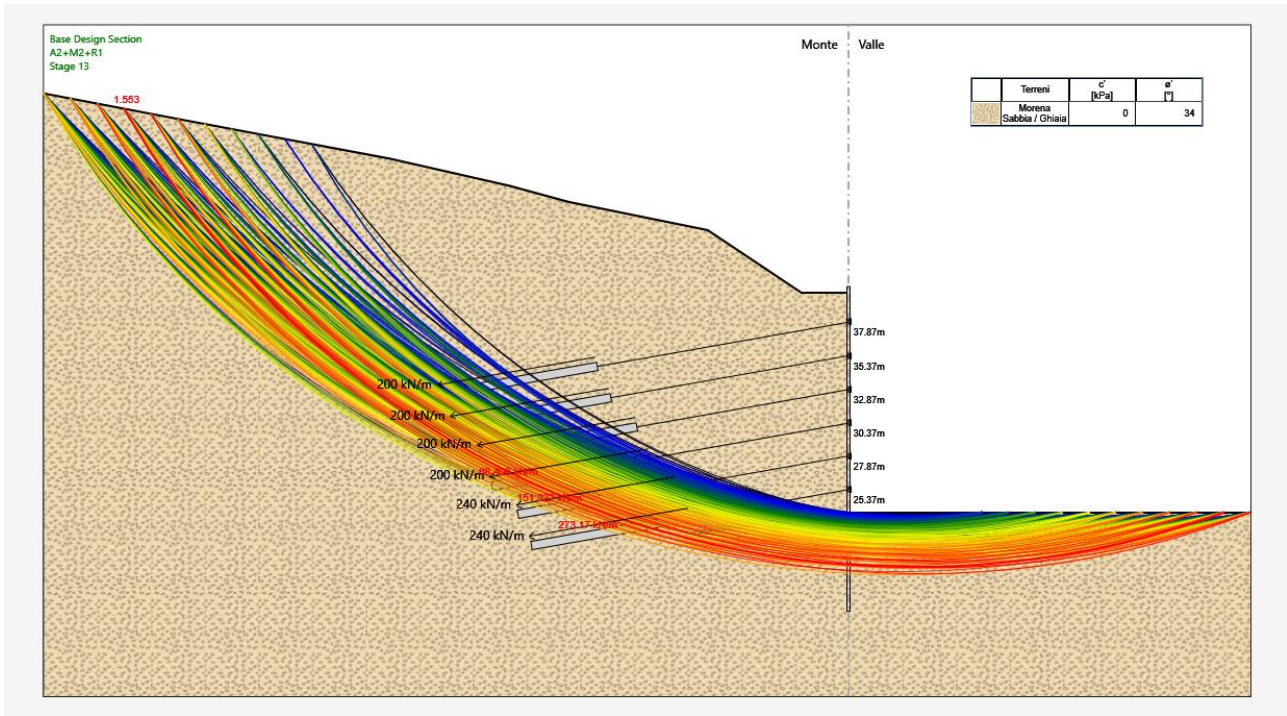 Base Design Section
A2+M2+R1
Stage 13
Monte
Valle
Terreni
c'
[kPa]
ø'
[°]
Morena
Sabbia / Ghiaia
0
34
1.553
37.87m
35.37m
32.87m
30.37m
27.87m
25.37m
200 kN/m
200 kN/m
200 kN/m
200 kN/m
240 kN/m
240 kN/m
273.17 kN/m